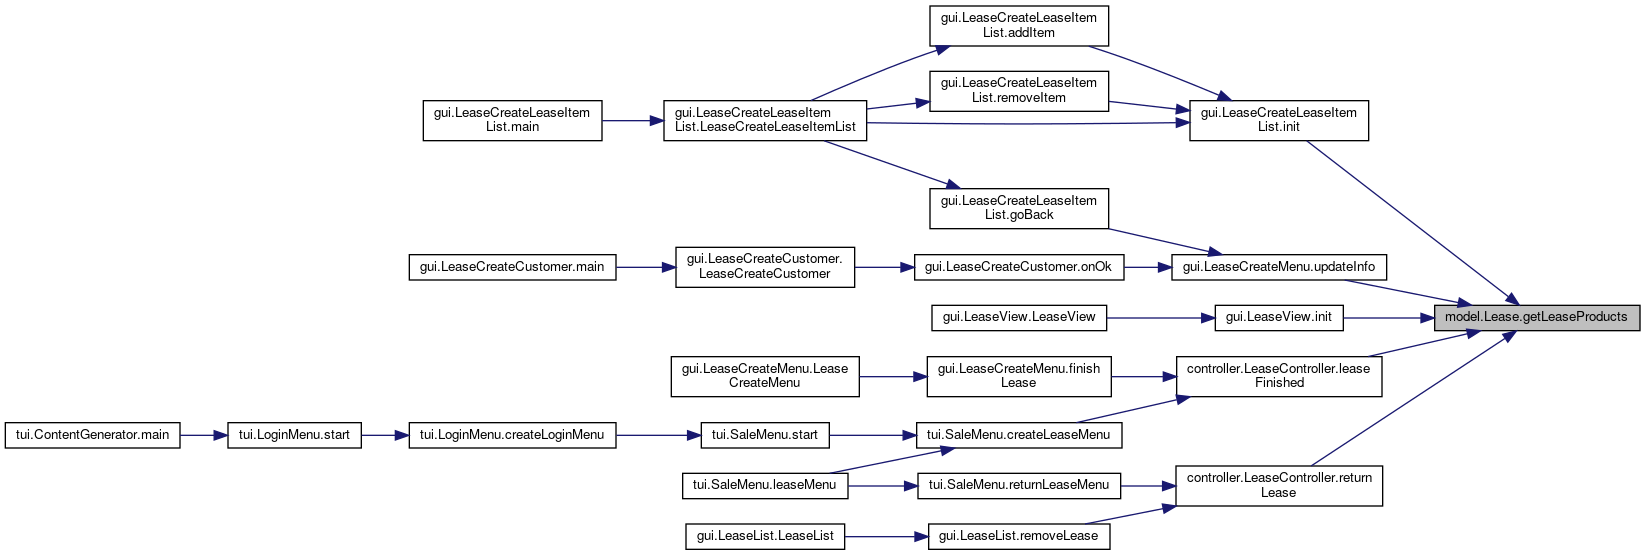 gui.LeaseCreateLeaseItem
List.addItem
gui.LeaseCreateLeaseItem
List.removeItem
gui.LeaseCreateLeaseItem
List.main
gui.LeaseCreateLeaseItem
List.LeaseCreateLeaseItemList
gui.LeaseCreateLeaseItem
List.init
gui.LeaseCreateLeaseItem
List.goBack
gui.LeaseCreateCustomer.main
gui.LeaseCreateCustomer.
LeaseCreateCustomer
gui.LeaseCreateCustomer.onOk
gui.LeaseCreateMenu.updateInfo
gui.LeaseView.LeaseView
gui.LeaseView.init
model.Lease.getLeaseProducts
gui.LeaseCreateMenu.Lease
CreateMenu
gui.LeaseCreateMenu.finish
Lease
controller.LeaseController.lease
Finished
tui.ContentGenerator.main
tui.LoginMenu.start
tui.LoginMenu.createLoginMenu
tui.SaleMenu.start
tui.SaleMenu.createLeaseMenu
tui.SaleMenu.leaseMenu
tui.SaleMenu.returnLeaseMenu
controller.LeaseController.return
Lease
gui.LeaseList.LeaseList
gui.LeaseList.removeLease